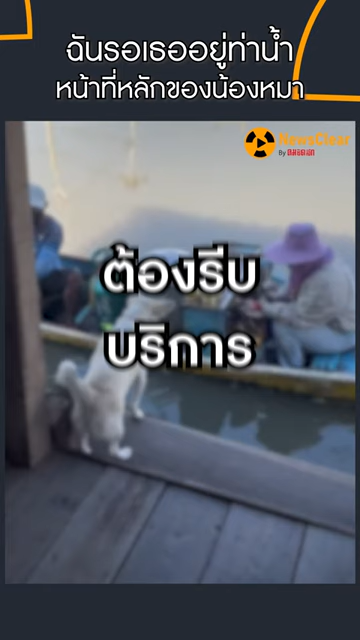 ฉันรอเธออยู่ท่าน้ำ
หน้าที่หลักของน้องหมา
NewsClear
By
ต้องรีบ
บริการ